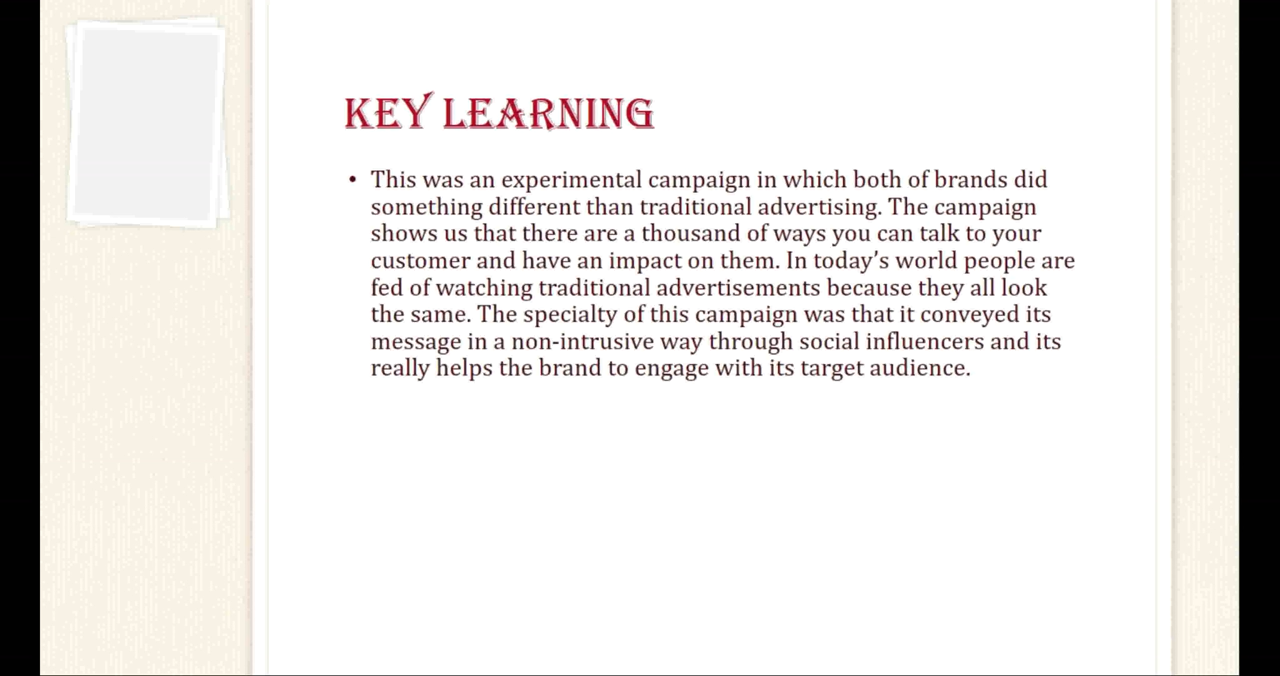 KEY LEARNING
• This was an experimental campaign in which both of brands did
something different than traditional advertising. The campaign
shows us that there are a thousand of ways you can talk to your
customer and have an impact on them. In today’s world people are
fed of watching traditional advertisements because they all look
the same. The specialty of this campaign was that it conveyed its
message in a non-intrusive way through social influencers and its
really helps the brand to engage with its target audience.